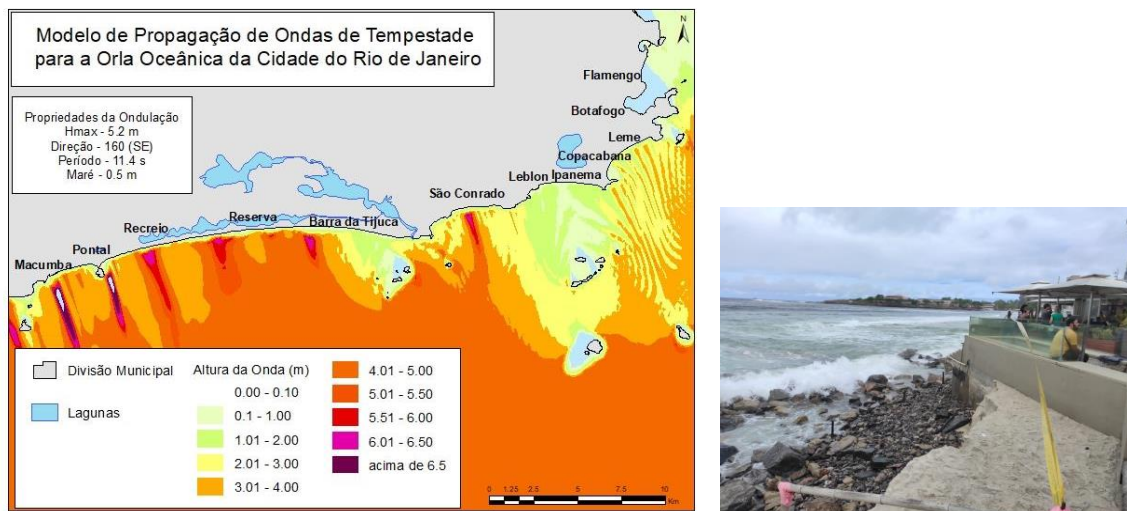 Modelo de Propagação de Ondas de Tempestade
para a Orla Oceânica da Cidade do Rio de Janeiro
N
Propriedades da Ondulação
Hmax - 5.2 m
Direção - 160 (SE)
Período - 11.4 s
Maré - 0.5 m
Flamengo
Botafogo
Leme
Copacabana
Leblon Ipanema
São Conrado
Barra da Tijuca
Reserva
Recreio
Pontal
Macumba
Divisão Municipal
Lagunas
Altura da Onda (m)
0.00 - 0.10
0.1 - 1.00
1.01 - 2.00
2.01 - 3.00
3.01 - 4.00
4.01 - 5.00
5.01 - 5.50
5.51 - 6.00
6.01 - 6.50
acima de 6.5
0 1.25 2.5 5 7.5 10
Km